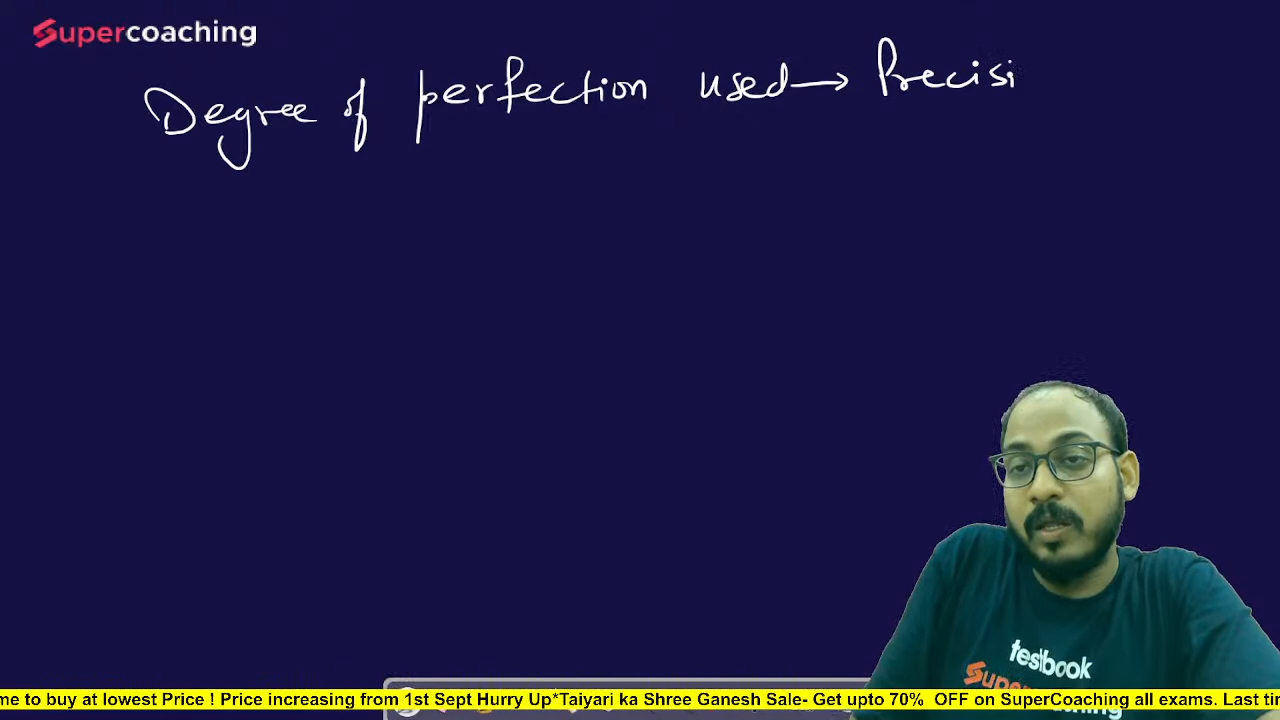 Supercoaching
Degree of perfection used → Precisi
testbook
me to buy at lowest Price ! Price increasing from 1st Sept Hurry Up*Taiyari ka Shree Ganesh Sale- Get upto 70% OFF on SuperCoaching all exams. Last ti